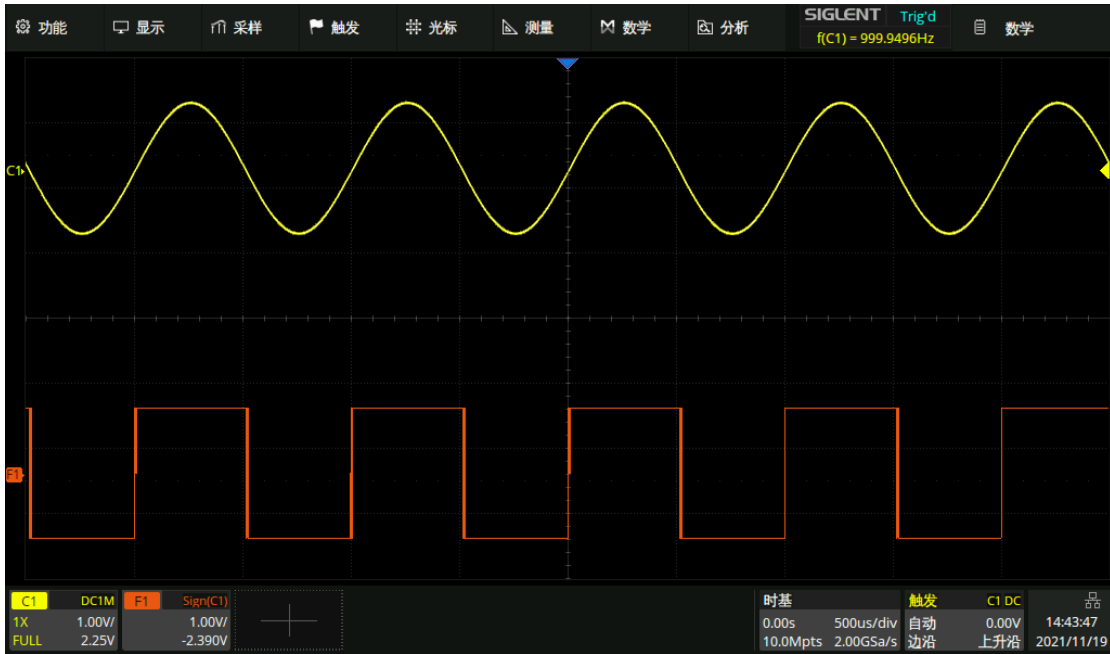 功能 显示 采样 触发 光标 测量 数学 分析 SIGLENT Trig'd 数学
f(C1) = 999.9496Hz
C1
F1
C1 DC1M F1 Sign(C1) 时基 触发 C1 DC
1X 1.00V/ 1.00V/ 0.00s 500us/div 自动 0.00V 14:43:47
FULL 2.25V -2.390V 10.0Mpts 2.00GSa/s 边沿 上升沿 2021/11/19